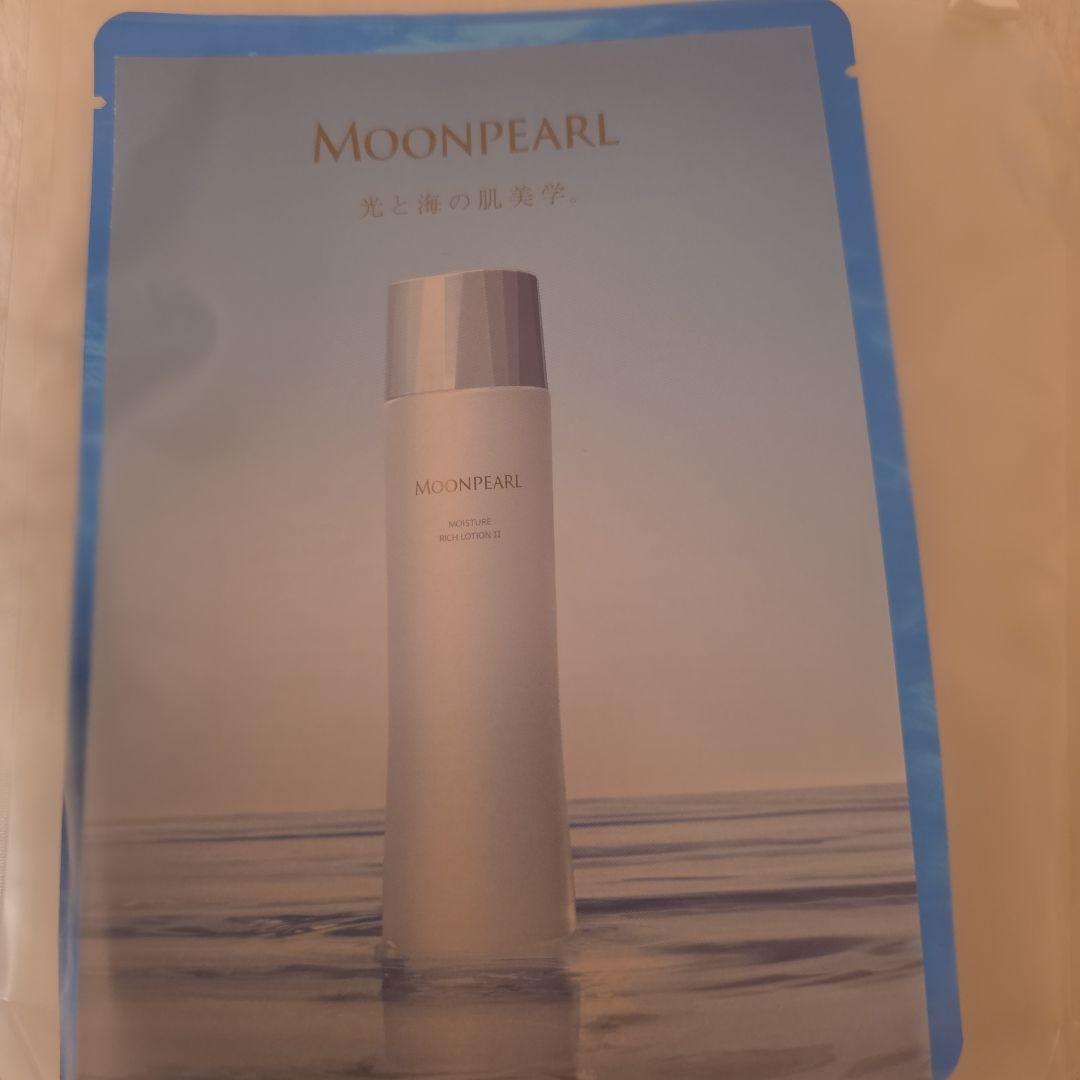 MOONPEARL
光と海の肌美学。
MOONPEARL
MOISTURE
RICH LOTION II